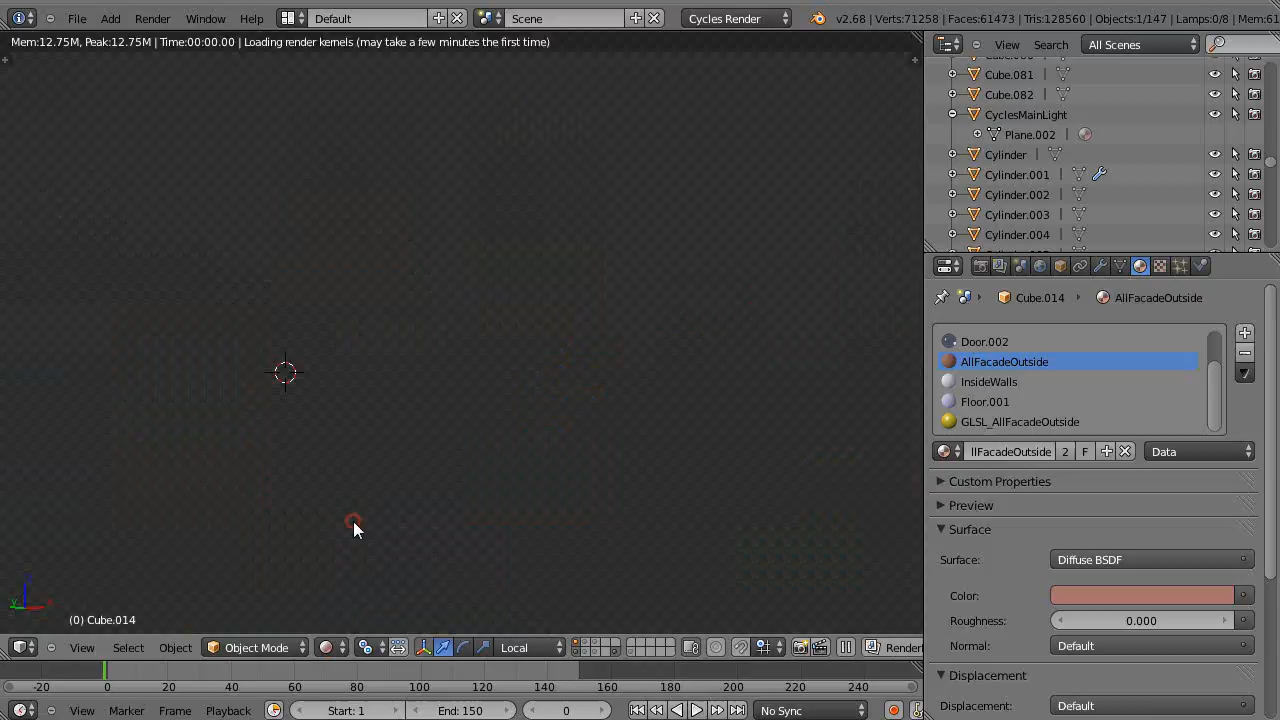 File Add Render Window Help Default Scene Cycles Render v2.68 | Verts:71258 | Faces:61473 | Tris:128560 | Objects:1/147 | Lamps:0/8 | Mem:61
Mem:12.75M, Peak:12.75M | Time:00:00.00 | Loading render kernels (may take a few minutes the first time)
View Search All Scenes
Cube.081
Cube.082
CyclesMainLight
Plane.002
Cylinder
Cylinder.001
Cylinder.002
Cylinder.003
Cylinder.004
Cube.014 AllFacadeOutside
Door.002
AllFacadeOutside
InsideWalls
Floor.001
GLSL_AllFacadeOutside
llFacadeOutside 2 F Data
Custom Properties
Preview
Surface
Surface: Diffuse BSDF
Color:
Roughness: 0.000
Normal: Default
Displacement
Displacement: Default
z
y x
(0) Cube.014
View Select Object Object Mode Local Render
-20 0 20 40 60 80 100 120 140 160 180 200 220 240
View Marker Frame Playback Start: 1 End: 150 0 No Sync